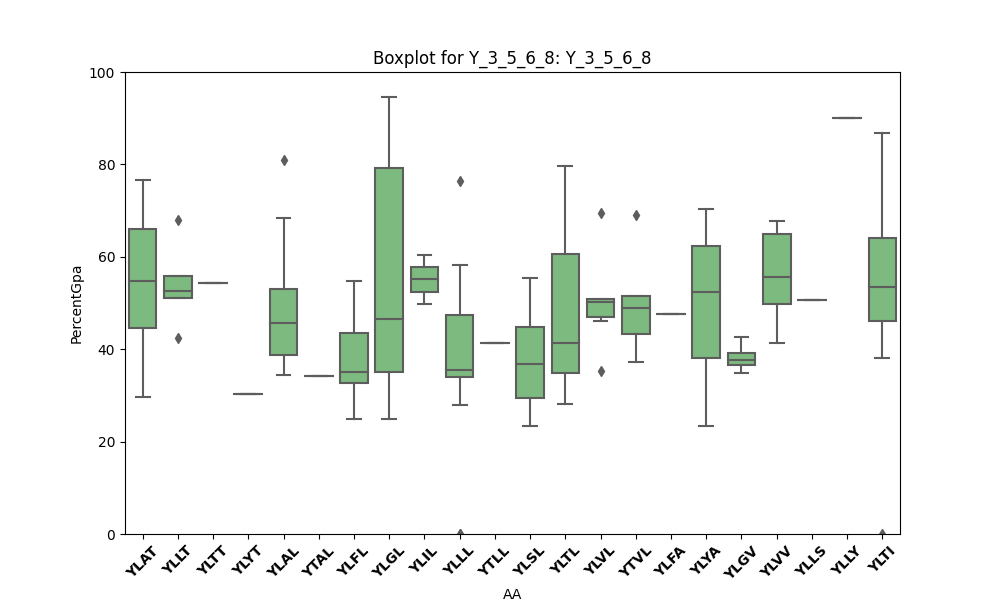 Boxplot for Y_3_5_6_8: Y_3_5_6_8
100
80
60
40
20
0
PercentGpa
YLAT YLLT YLTT YLYT YLAL YTAL YLFL YLGL YLIL YLLL YTLL YLSL YLTL YLVL YTVL YLFA YLYA YLGV YLVV YLLS YLLY YLTI
AA